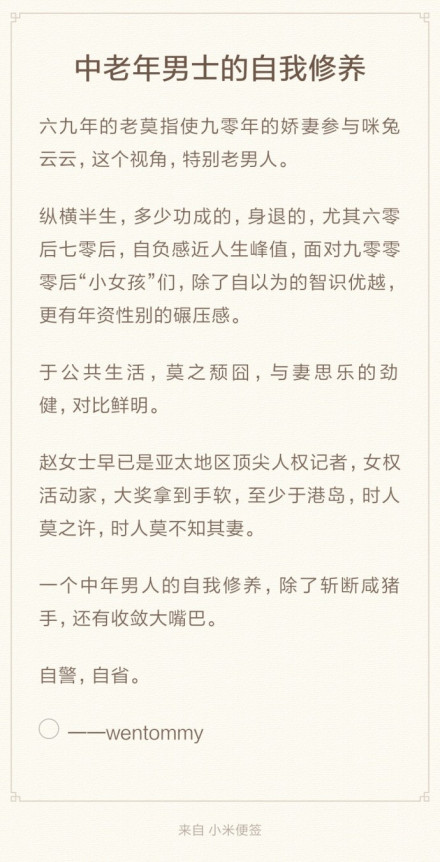 中老年男士的自我修养
六九年的老莫指使九零年的娇妻参与咪兔
云云，这个视角，特别老男人。
纵横半生，多少功成的，身退的，尤其六零
后七零后，自负感近人生峰值，面对九零零
零后“小女孩”们，除了自以为的智识优越，
更有年资性别的碾压感。
于公共生活，莫之颓囧，与妻思乐的劲
健，对比鲜明。
赵女士早已是亚太地区顶尖人权记者，女权
活动家，大奖拿到手软，至少于港岛，时人
莫之许，时人莫不知其妻。
一个中年男人的自我修养，除了斩断咸猪
手，还有收敛大嘴巴。
自警，自省。
——wentommy
来自 小米便签